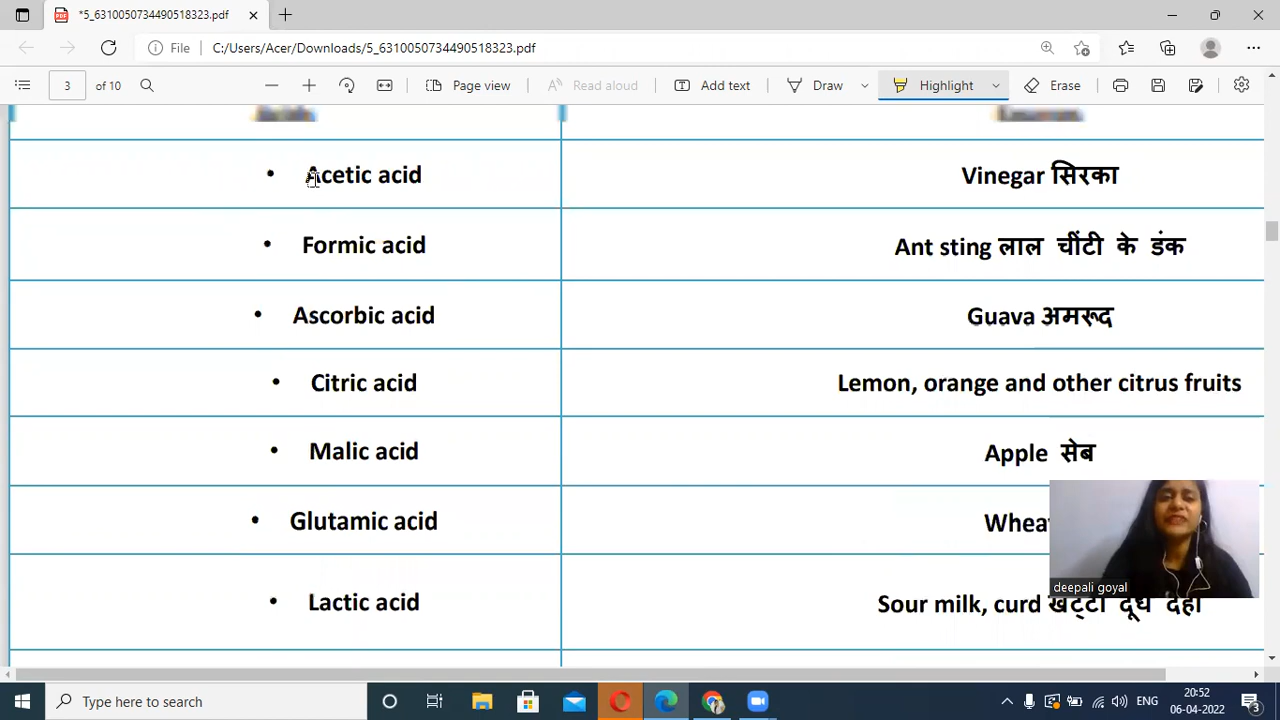 *5_6310050734490518323.pdf
File C:/Users/Acer/Downloads/5_6310050734490518323.pdf
3 of 10 Page view Read aloud Add text Draw Highlight Erase
Acetic acid Vinegar सिरका
Formic acid Ant sting लाल चींटी के डंक
Ascorbic acid Guava अमरूद
Citric acid Lemon, orange and other citrus fruits
Malic acid Apple सेब
Glutamic acid
deepali goyal
Lactic acid Sour milk, curd
Type here to search ENG 20:52
06-04-2022 3